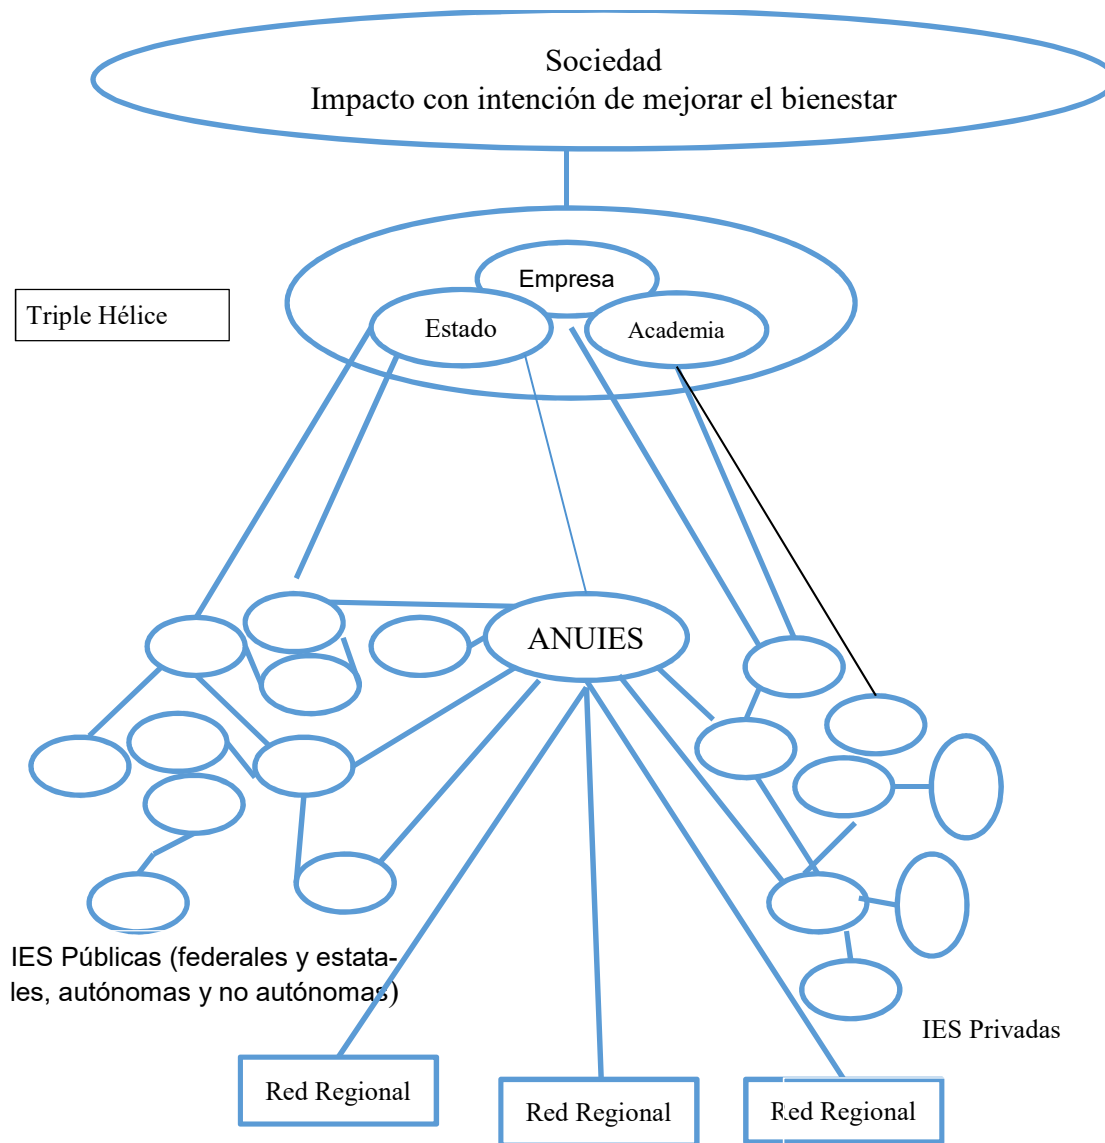 Sociedad
Impacto con intención de mejorar el bienestar
Empresa
Triple Hélice
Estado
Academia
ANUIES
IES Públicas (federales y estata-
les, autónomas y no autónomas)
IES Privadas
Red Regional
Red Regional
Red Regional